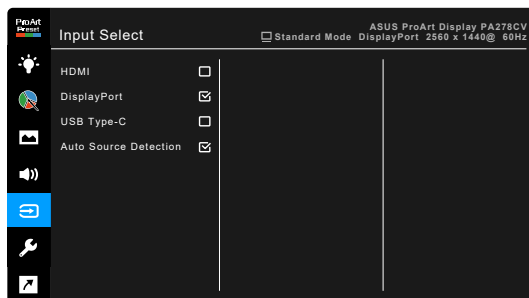 ProArt
Preset
Input Select
ASUS ProArt Display PA278CV
Standard Mode DisplayPort 2560 x 1440@ 60Hz
HDMI
DisplayPort
USB Type-C
Auto Source Detection